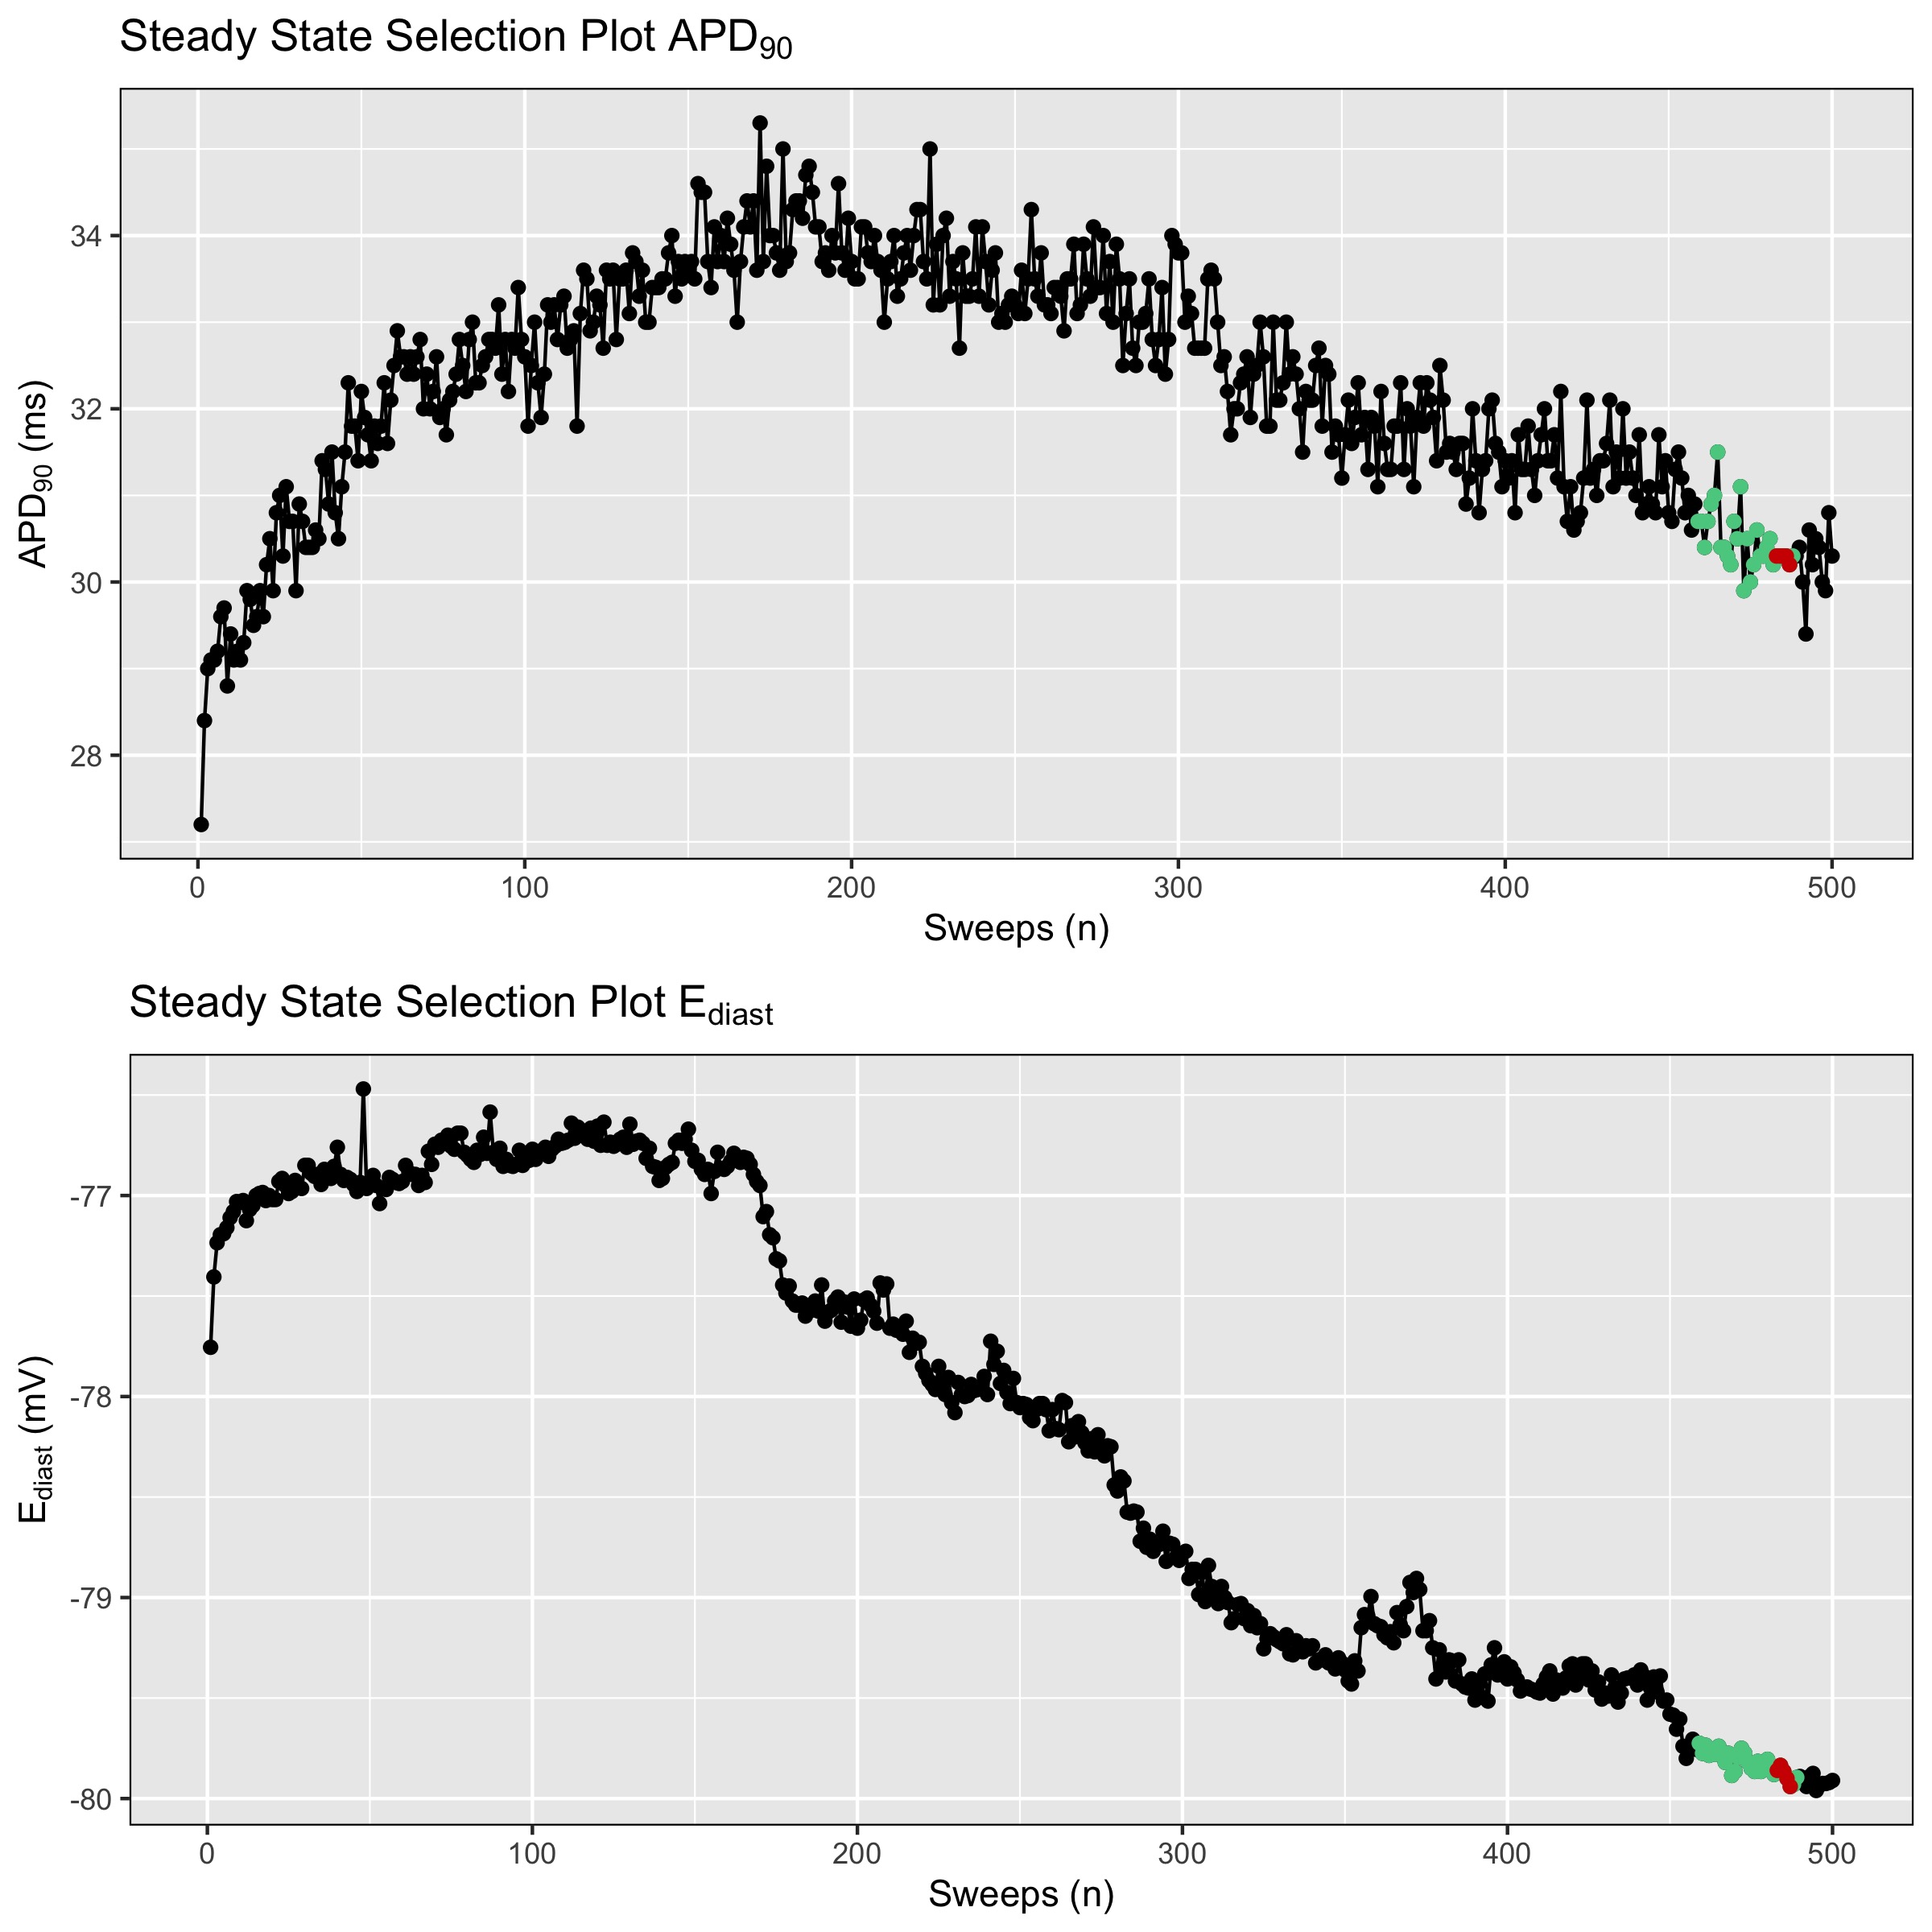 Steady State Selection Plot APD90
34
32
30
28
APD90 (ms)
0 100 200 300 400 500
Sweeps (n)
Steady State Selection Plot Ediast
-77
-78
-79
-80
Ediast (mV)
0 100 200 300 400 500
Sweeps (n)